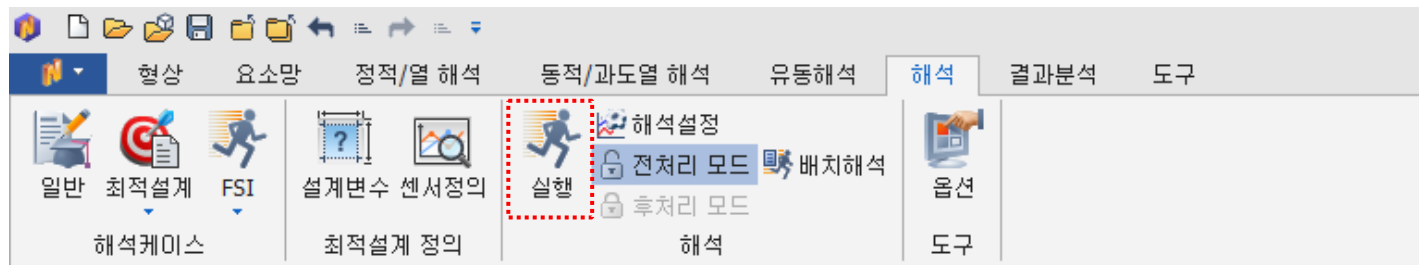 형상 요소망 정적/열 해석 동적/과도열 해석 유동해석 해석 결과분석 도구
일반 최적설계 FSI
해석케이스
? 설계변수 센서정의
최적설계 정의
실행
해석설정
전처리 모드
후처리 모드
배치해석
해석
옵션
도구